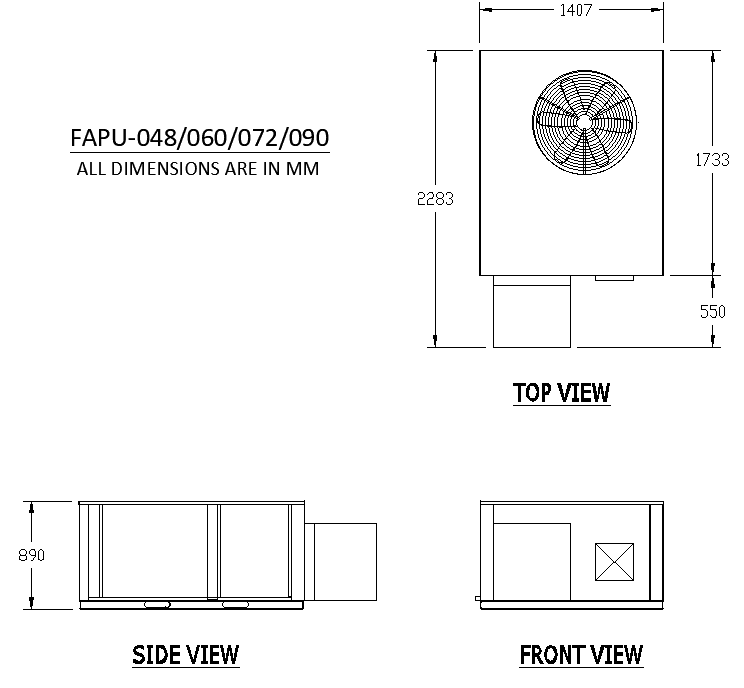 1407
FAPU-048/060/072/090
ALL DIMENSIONS ARE IN MM
1733
2283
550
TOP VIEW
890
SIDE VIEW
FRONT VIEW